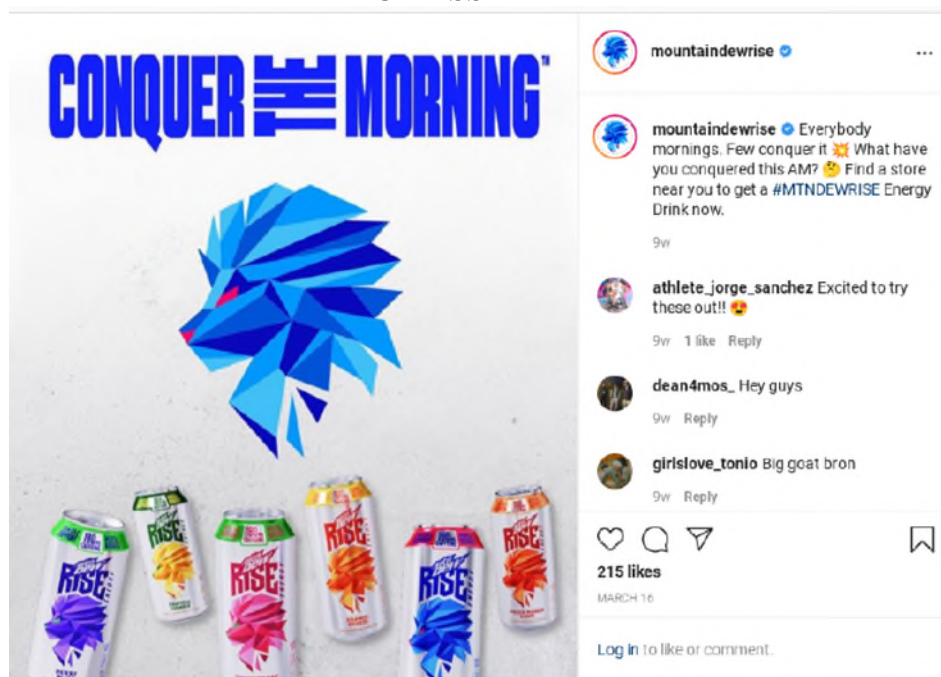 CONQUER THE MORNING™
mountaindewrise
mountaindewrise Everybody
mornings. Few conquer it 💥 What have
you conquered this AM? 🤔 Find a store
near you to get a #MTNDEWRISE Energy
Drink now.
9w
athlete_jorge_sanchez Excited to try
these out!! 😍
9w 1 like Reply
dean4mos_ Hey guys
9w Reply
girlslove_tonio Big goat bron
9w Reply
RISE
RISE
RISE
RISE
RISE
RISE
215 likes
MARCH 16
Log in to like or comment.